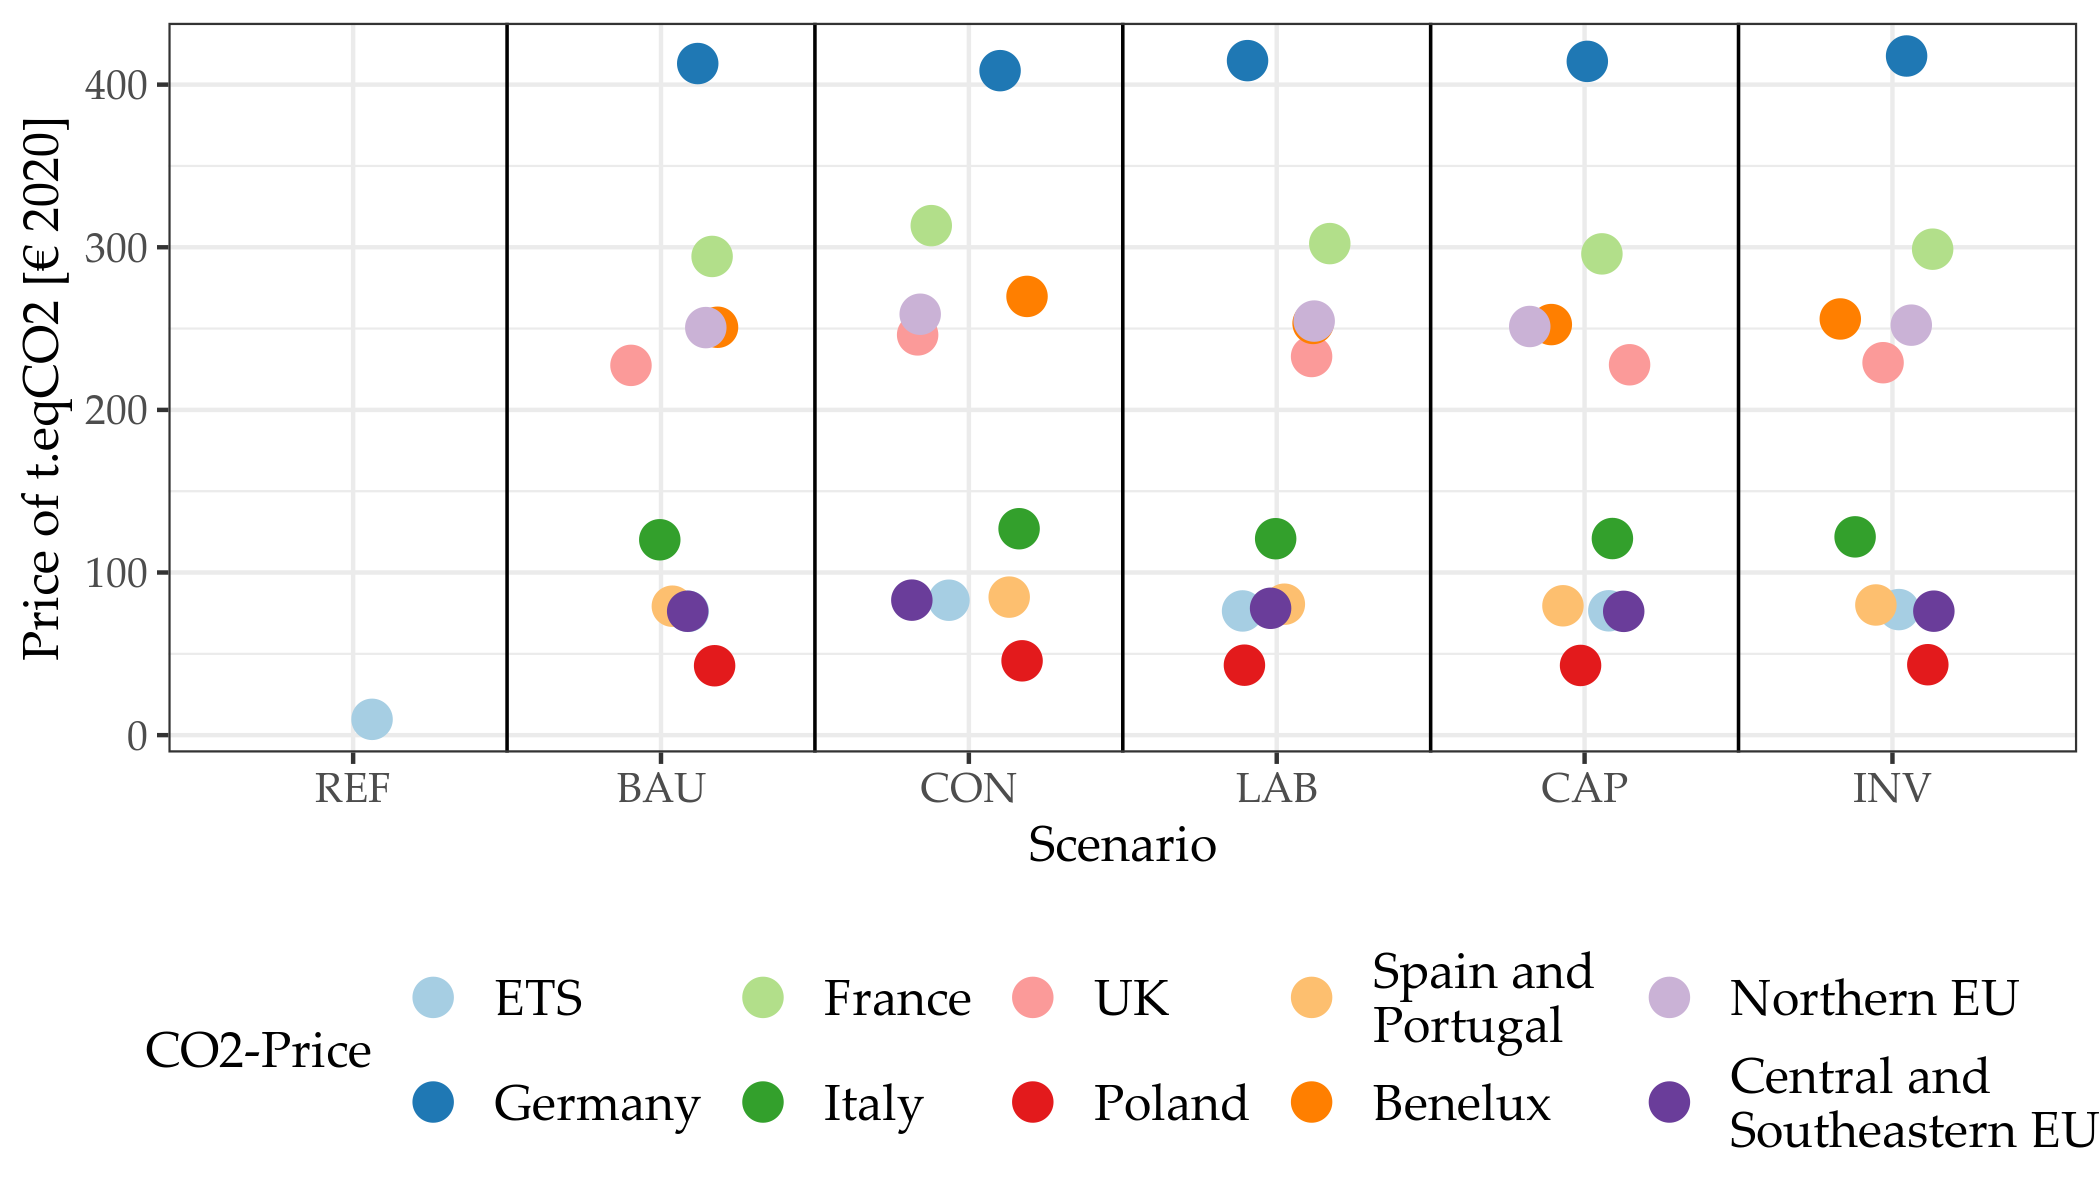 Price of t.eqCO2 [€ 2020]
400
300
200
100
0
REF BAU CON LAB CAP INV
Scenario
CO2-Price
ETS France UK Spain and Portugal Northern EU
Germany Italy Poland Benelux Central and Southeastern EU